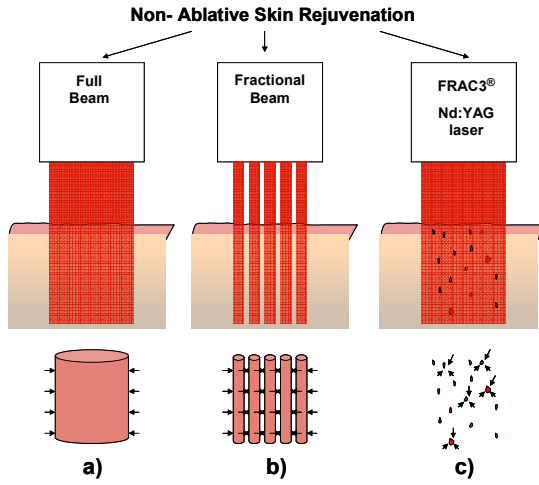 Non- Ablative Skin Rejuvenation
Full
Beam
Fractional
Beam
FRAC3®
Nd:YAG
laser
a)
b)
c)